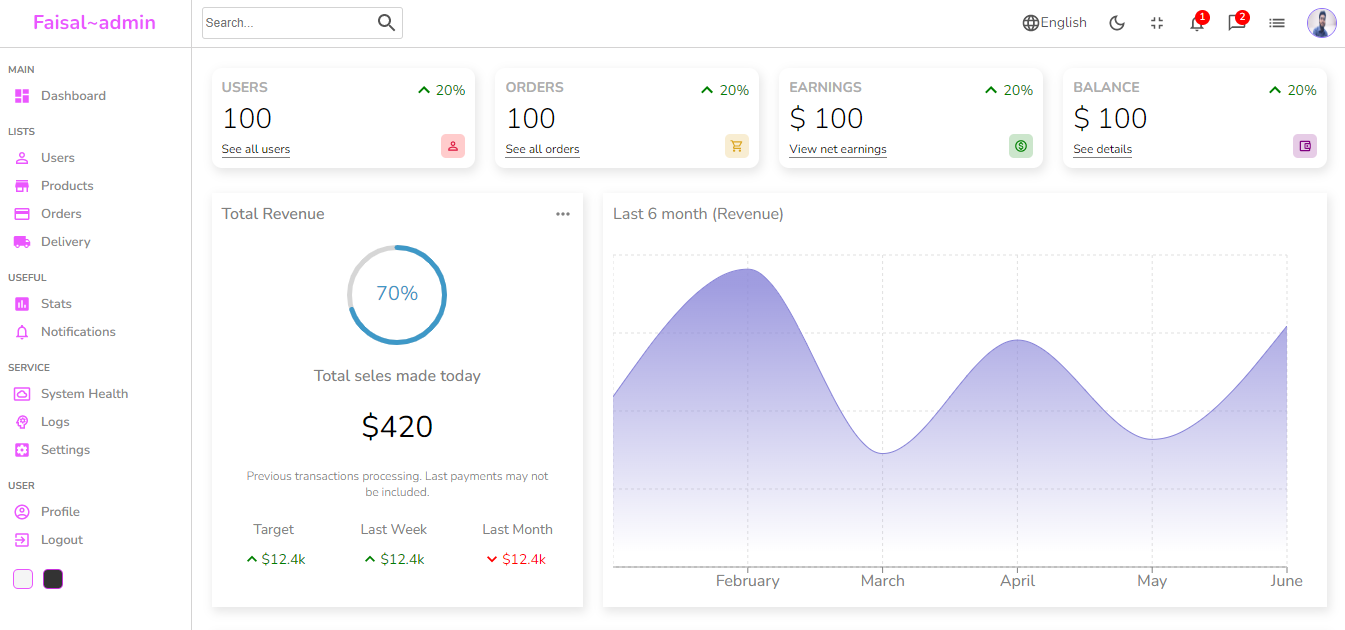 Faisal~admin
Search...
English
1
2
MAIN
Dashboard
LISTS
Users
Products
Orders
Delivery
USEFUL
Stats
Notifications
SERVICE
System Health
Logs
Settings
USER
Profile
Logout
USERS
20%
100
See all users
ORDERS
20%
100
See all orders
EARNINGS
20%
$ 100
View net earnings
BALANCE
20%
$ 100
See details
Total Revenue
70%
Total seles made today
$420
Previous transactions processing. Last payments may not
be included.
Target Last Week Last Month
$12.4k $12.4k $12.4k
Last 6 month (Revenue)
February March April May June